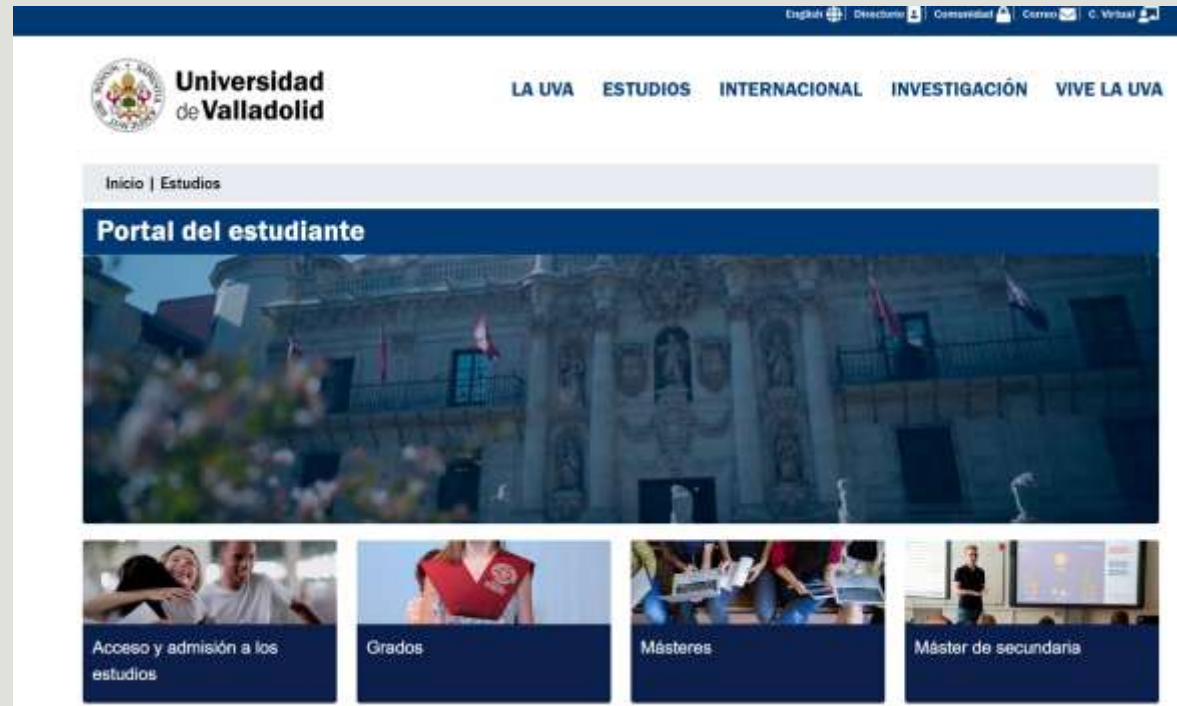 English | Directorio | Comunidad | Correo | C. Virtual
Universidad
de Valladolid
LA UVA ESTUDIOS INTERNACIONAL INVESTIGACIÓN VIVE LA UVA
Inicio | Estudios
Portal del estudiante
Acceso y admisión a los
estudios
Grados
Másteres
Máster de secundaria